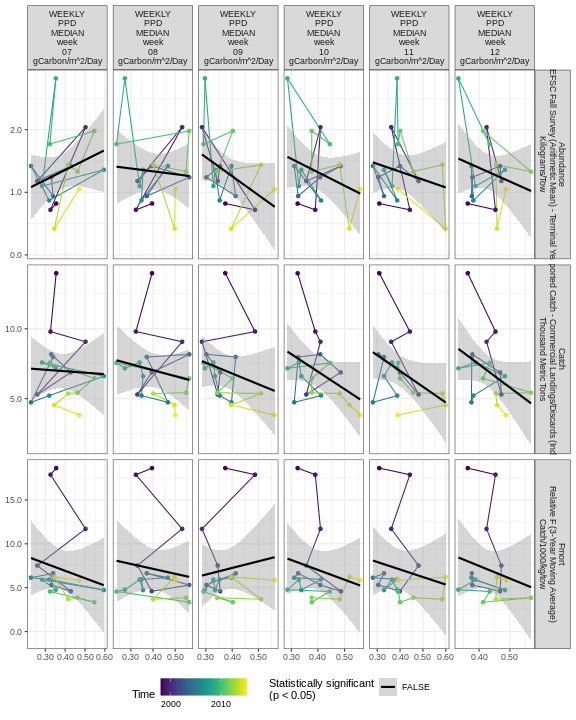 WEEKLY
PPD
MEDIAN
week
07
gCarbon/m^2/Day
WEEKLY
PPD
MEDIAN
week
08
gCarbon/m^2/Day
WEEKLY
PPD
MEDIAN
week
09
gCarbon/m^2/Day
WEEKLY
PPD
MEDIAN
week
10
gCarbon/m^2/Day
WEEKLY
PPD
MEDIAN
week
11
gCarbon/m^2/Day
WEEKLY
PPD
MEDIAN
week
12
gCarbon/m^2/Day
2.0
1.0
0.0
Abundance
EFSC Fall Survey (Arithmetic Mean) - Terminal Ye
Kilograms/Tow
10.0
5.0
Catch
ported Catch - Commercial Landings/Discards (Ind
Thousand Metric Tons
15.0
10.0
5.0
0.0
Fmort
Relative F (3-Year Moving Average)
Catch1000/Kg/tow
0.30 0.40 0.50 0.60
0.30 0.40 0.50
0.30 0.40 0.50
0.30 0.40 0.50
0.30 0.40 0.50 0.60
0.40 0.50
Time
2000 2010
Statistically significant
(p < 0.05)
FALSE